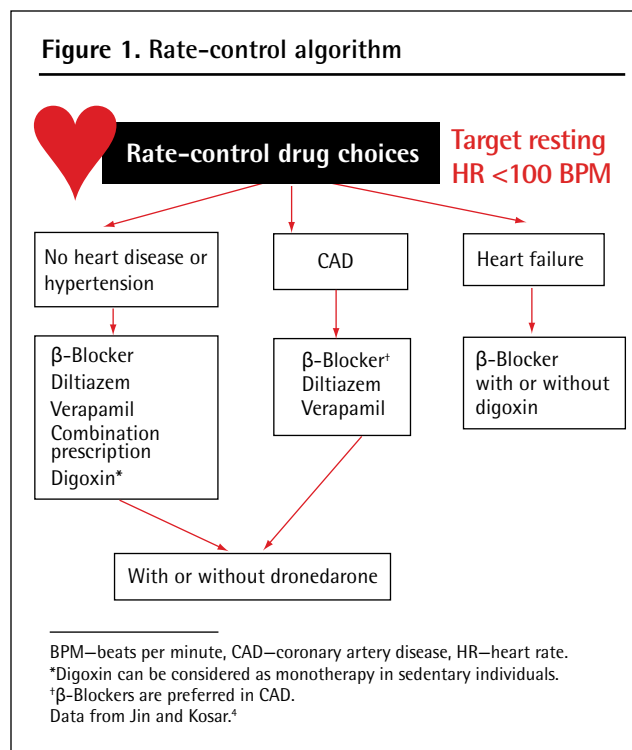 Figure 1. Rate-control algorithm
Rate-control drug choices
Target resting
HR <100 BPM
No heart disease or
hypertension
CAD
Heart failure
β-Blocker
Diltiazem
Verapamil
Combination
prescription
Digoxin*
β-Blocker†
Diltiazem
Verapamil
β-Blocker
with or without
digoxin
With or without dronedarone
BPM—beats per minute, CAD—coronary artery disease, HR—heart rate.
*Digoxin can be considered as monotherapy in sedentary individuals.
†β-Blockers are preferred in CAD.
Data from Jin and Kosar.4